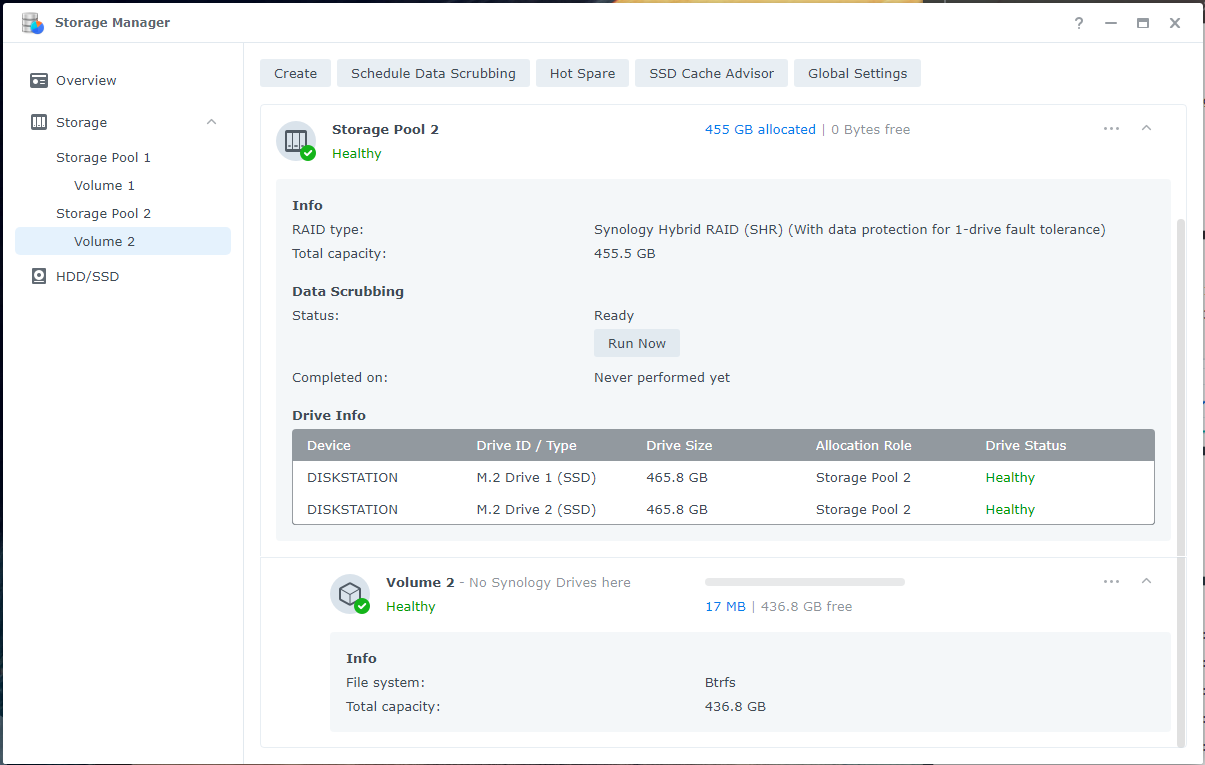 Storage Manager
?
Overview
Storage
Storage Pool 1
Volume 1
Storage Pool 2
Volume 2
HDD/SSD
Create
Schedule Data Scrubbing
Hot Spare
SSD Cache Advisor
Global Settings
Storage Pool 2
455 GB allocated | 0 Bytes free
Healthy
Info
RAID type: Synology Hybrid RAID (SHR) (With data protection for 1-drive fault tolerance)
Total capacity: 455.5 GB
Data Scrubbing
Status: Ready
Run Now
Completed on: Never performed yet
Drive Info
Device Drive ID / Type Drive Size Allocation Role Drive Status
DISKSTATION M.2 Drive 1 (SSD) 465.8 GB Storage Pool 2 Healthy
DISKSTATION M.2 Drive 2 (SSD) 465.8 GB Storage Pool 2 Healthy
Volume 2 - No Synology Drives here
Healthy
17 MB | 436.8 GB free
Info
File system: Btrfs
Total capacity: 436.8 GB